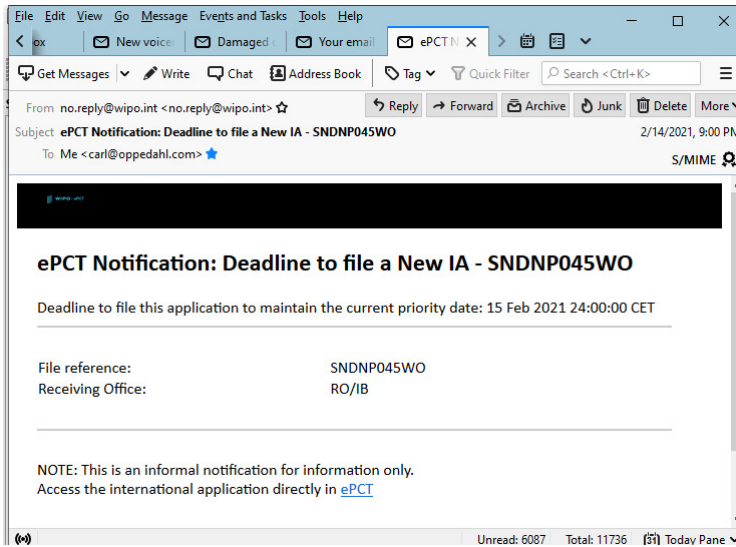 File Edit View Go Message Events and Tasks Tools Help
ox New voice Damaged Your email ePCT N
Get Messages Write Chat Address Book Tag Quick Filter Search <Ctrl+K>
From no.reply@wipo.int <no.reply@wipo.int> Reply Forward Archive Junk Delete More
Subject ePCT Notification: Deadline to file a New IA - SNDNP045WO 2/14/2021, 9:00 PM
To Me <carl@oppedahl.com> S/MIME
WIPO ePCT
ePCT Notification: Deadline to file a New IA - SNDNP045WO
Deadline to file this application to maintain the current priority date: 15 Feb 2021 24:00:00 CET
File reference: SNDNP045WO
Receiving Office: RO/IB
NOTE: This is an informal notification for information only.
Access the international application directly in ePCT
Unread: 6087 Total: 11736 31 Today Pane